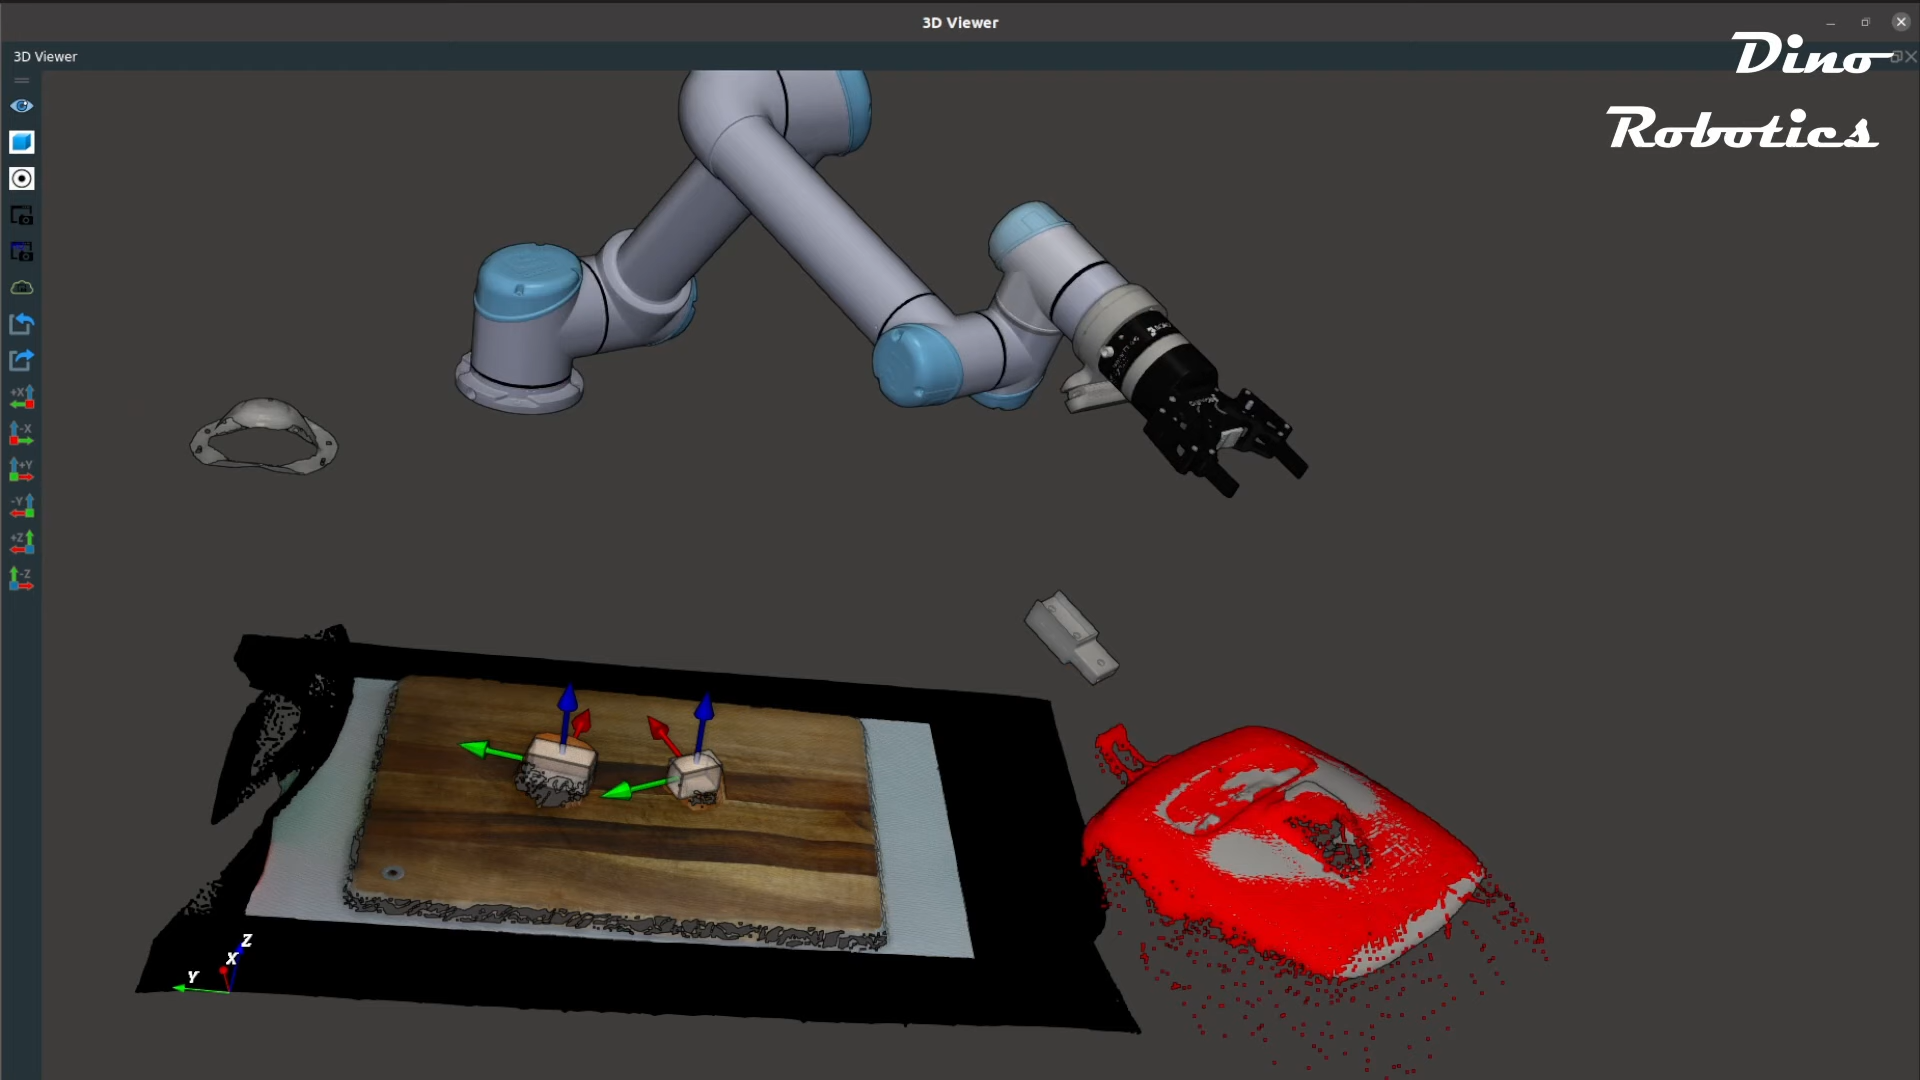 3D Viewer
3D Viewer
Dino
Robotics
+X
-X
+Y
-Y
+Z
-Z
Z
X
Y